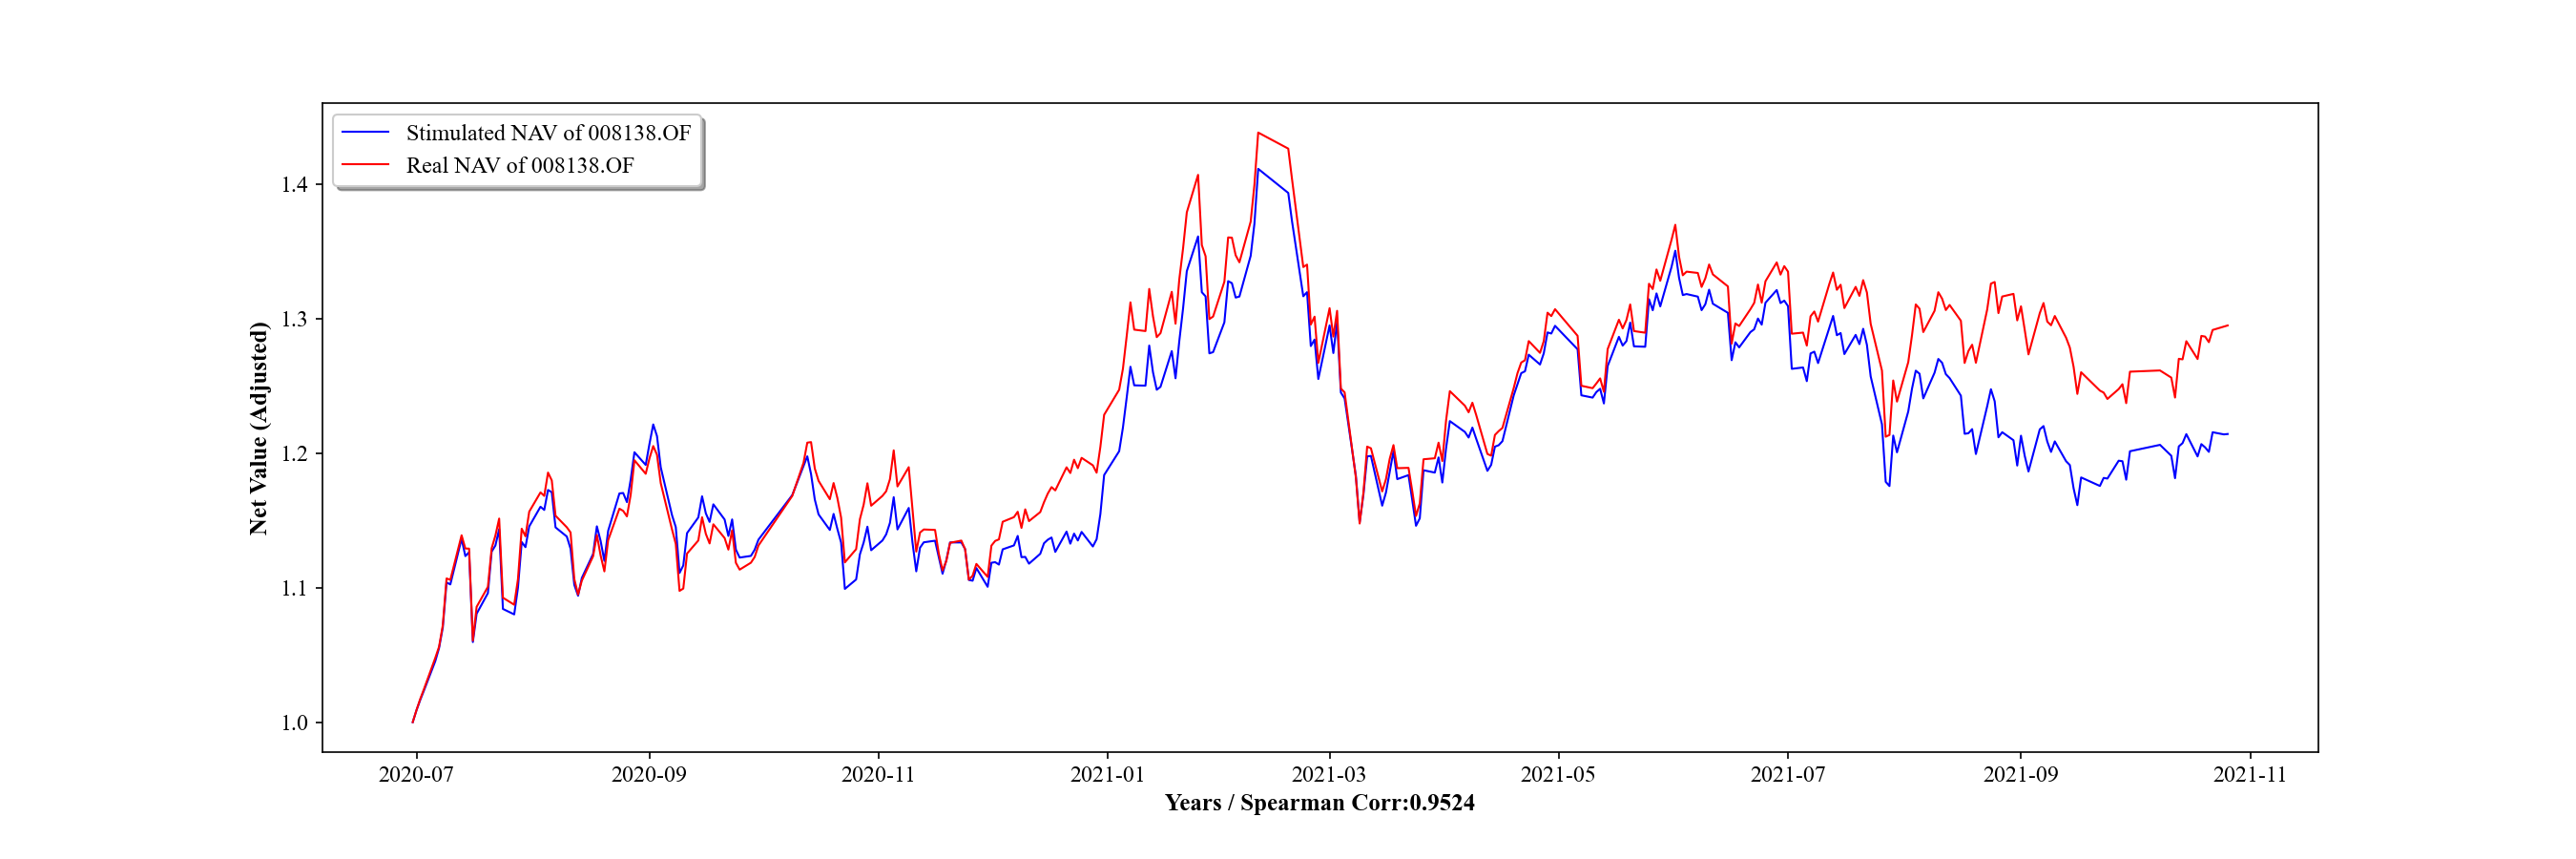 Stimulated NAV of 008138.OF
Real NAV of 008138.OF
Net Value (Adjusted)
1.4
1.3
1.2
1.1
1.0
2020-07 2020-09 2020-11 2021-01 2021-03 2021-05 2021-07 2021-09 2021-11
Years / Spearman Corr:0.9524